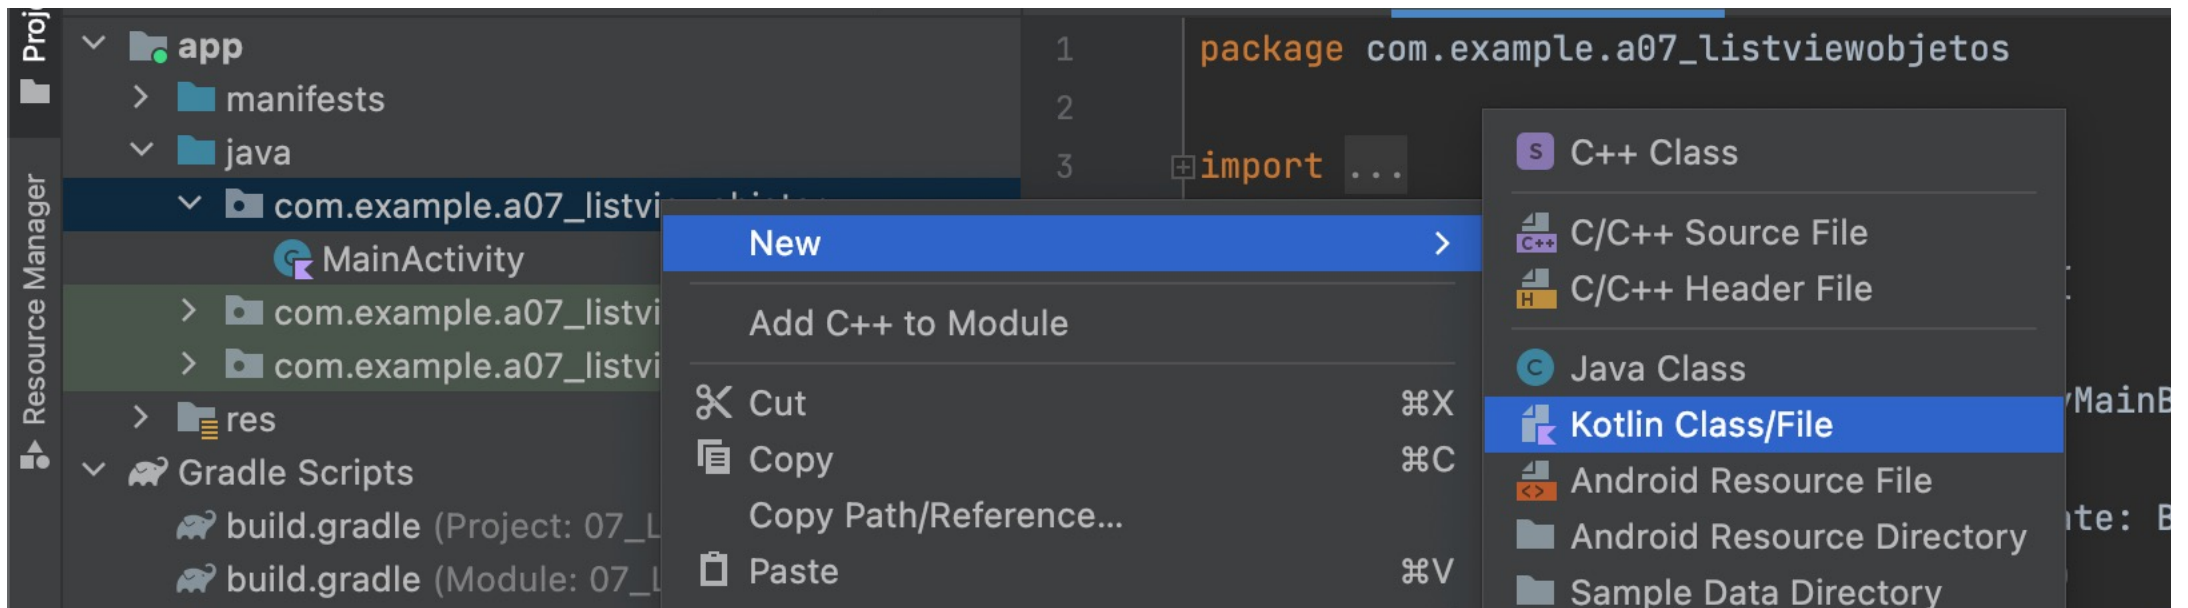 Proj
Resource Manager
app
manifests
java
com.example.a07_listvi
MainActivity
com.example.a07_listvi
com.example.a07_listvi
res
Gradle Scripts
build.gradle (Project: 07_L
build.gradle (Module: 07_L
1 package com.example.a07_listviewobjetos
2
3 import ...
New
Add C++ to Module
Cut ⌘X
Copy ⌘C
Copy Path/Reference...
Paste ⌘V
S C++ Class
C++ C/C++ Source File
H C/C++ Header File
C Java Class
Kotlin Class/File
<> Android Resource File
Android Resource Directory
Sample Data Directory
MainB
te: B